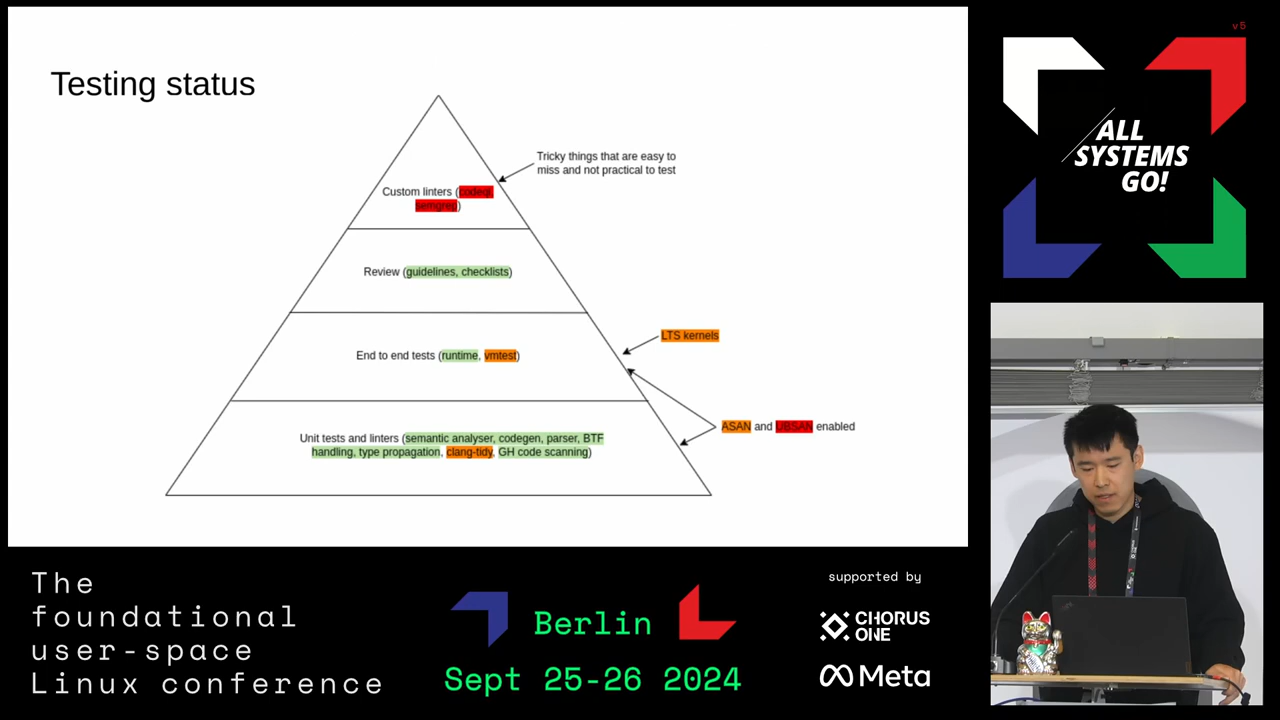 Testing status
Tricky things that are easy to
miss and not practical to test
Custom linters (codeql,
semgrep)
Review (guidelines, checklists)
LTS kernels
End to end tests (runtime, vmtest)
ASAN and UBSAN enabled
Unit tests and linters (semantic analyser, codegen, parser, BTF
handling, type propagation, clang-tidy, GH code scanning)
v5
ALL
SYSTEMS
GO!
The
foundational
user-space
Linux conference
Berlin
Sept 25-26 2024
supported by
CHORUS
ONE
Meta